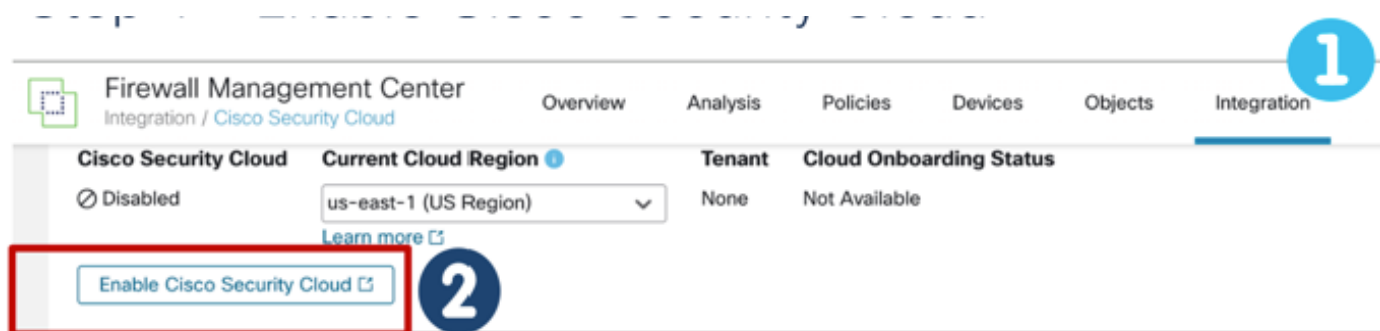 1
Firewall Management Center
Overview Analysis Policies Devices Objects Integration
Integration / Cisco Security Cloud
Cisco Security Cloud Current Cloud Region Tenant Cloud Onboarding Status
Disabled us-east-1 (US Region) None Not Available
Learn more
Enable Cisco Security Cloud
2